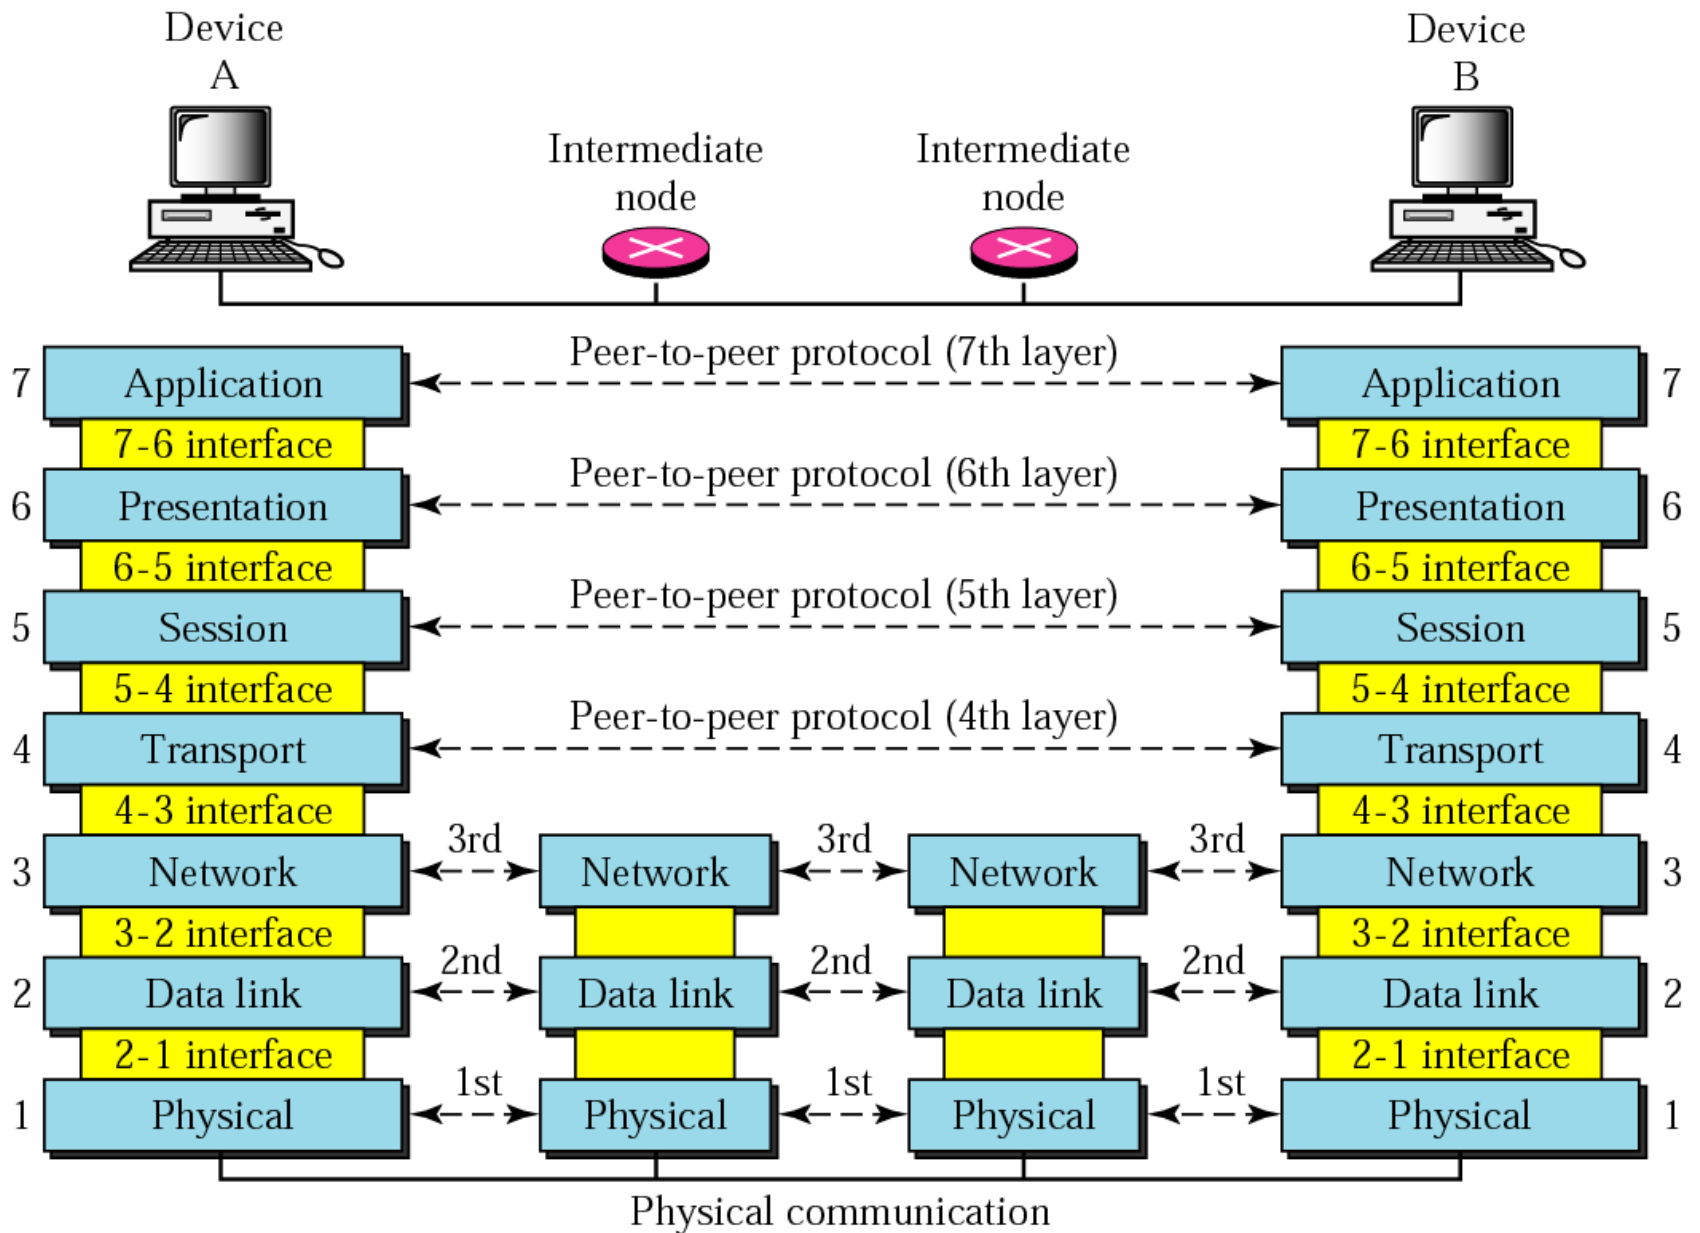 Device
A
Device
B
Intermediate
node
Intermediate
node
Peer-to-peer protocol (7th layer)
7 Application Application 7
7-6 interface 7-6 interface
Peer-to-peer protocol (6th layer)
6 Presentation Presentation 6
6-5 interface 6-5 interface
Peer-to-peer protocol (5th layer)
5 Session Session 5
5-4 interface 5-4 interface
Peer-to-peer protocol (4th layer)
4 Transport Transport 4
4-3 interface 4-3 interface
3rd 3rd 3rd
3 Network Network Network Network 3
3-2 interface 3-2 interface
2nd 2nd 2nd
2 Data link Data link Data link Data link 2
2-1 interface 2-1 interface
1st 1st 1st
1 Physical Physical Physical Physical 1
Physical communication